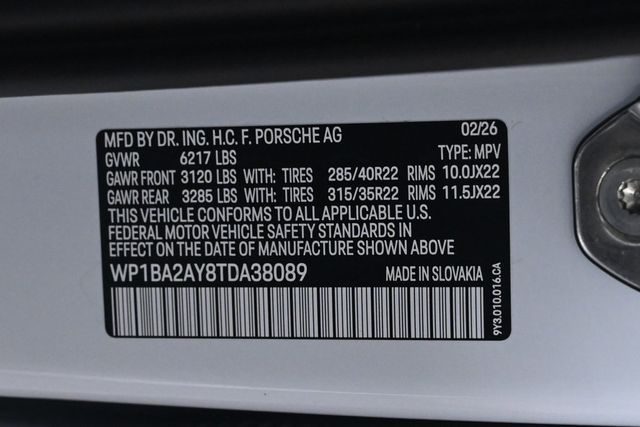 MFD BY DR. ING. H.C. F. PORSCHE AG 02/26
GVWR 6217 LBS TYPE: MPV
GAWR FRONT 3120 LBS WITH: TIRES 285/40R22 RIMS 10.0JX22
GAWR REAR 3285 LBS WITH: TIRES 315/35R22 RIMS 11.5JX22
THIS VEHICLE CONFORMS TO ALL APPLICABLE U.S.
FEDERAL MOTOR VEHICLE SAFETY STANDARDS IN
EFFECT ON THE DATE OF MANUFACTURE SHOWN ABOVE
WP1BA2AY8TDA38089 MADE IN SLOVAKIA
9Y3.010.016.CA